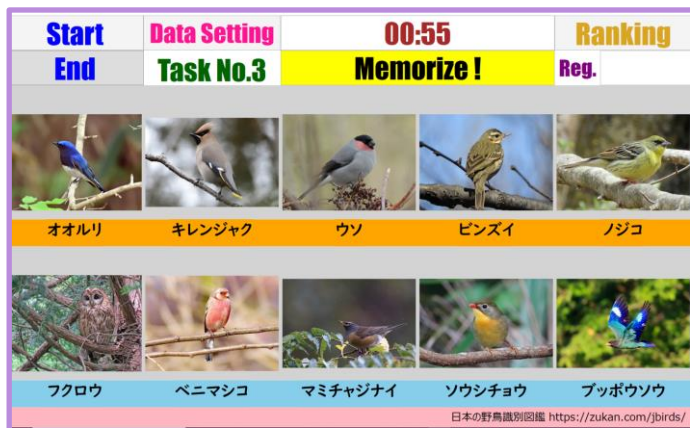 Start Data Setting 00:55 Ranking
End Task No.3 Memorize ! Reg.
オオルリ キレンジャク ウソ ビンズイ ノジコ
フクロウ ベニマシコ マミチャジナイ ソウシチョウ ブッポウソウ
日本の野鳥識別図鑑 https://zukan.com/jbirds/